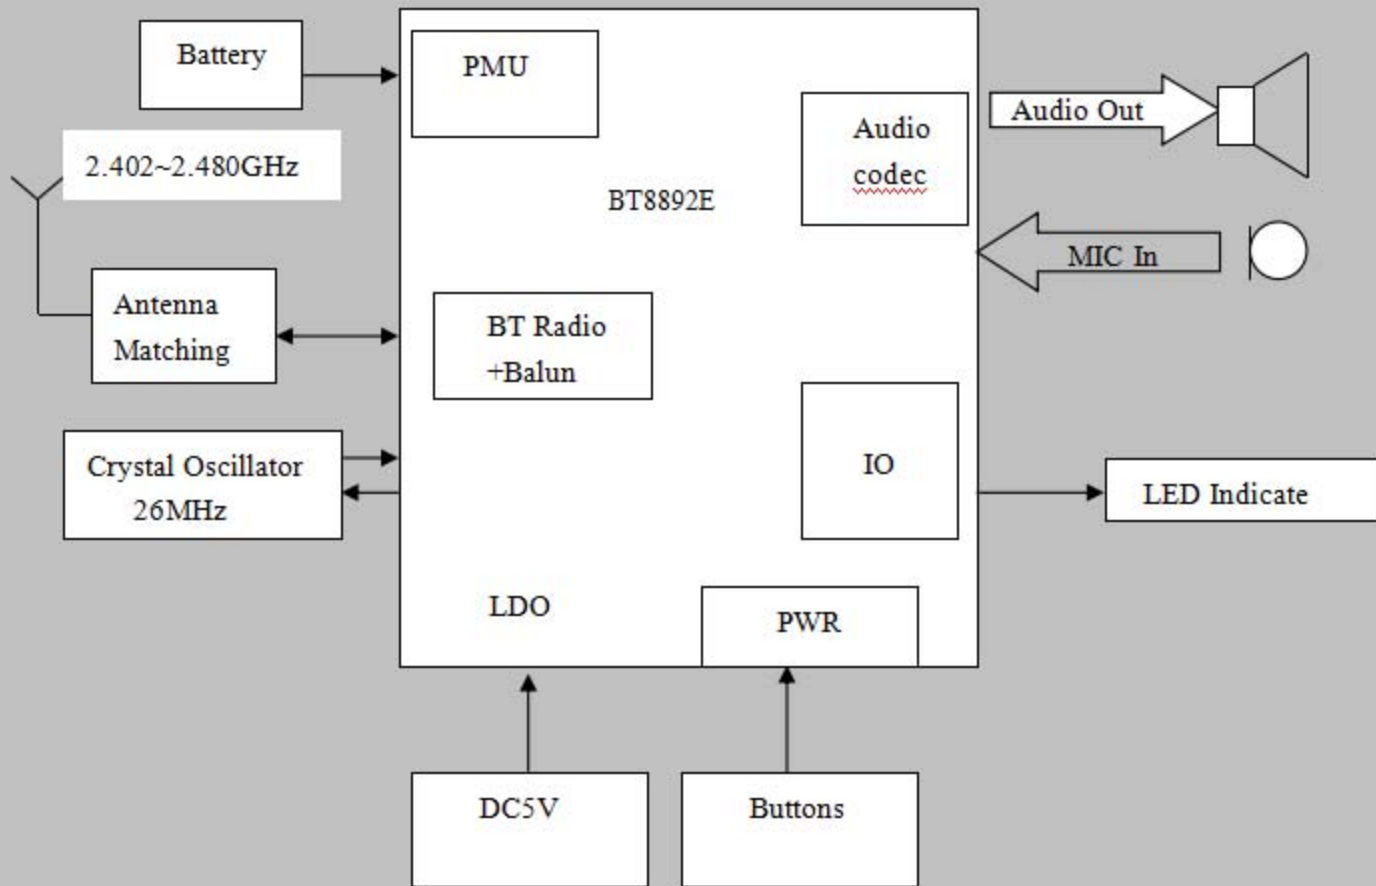 Battery
PMU
Audio Out
Audio
codec
2.402~2.480GHz
BT8892E
MIC In
Antenna
Matching
BT Radio
+Balun
Crystal Oscillator
26MHz
IO
LED Indicate
LDO
PWR
DC5V
Buttons